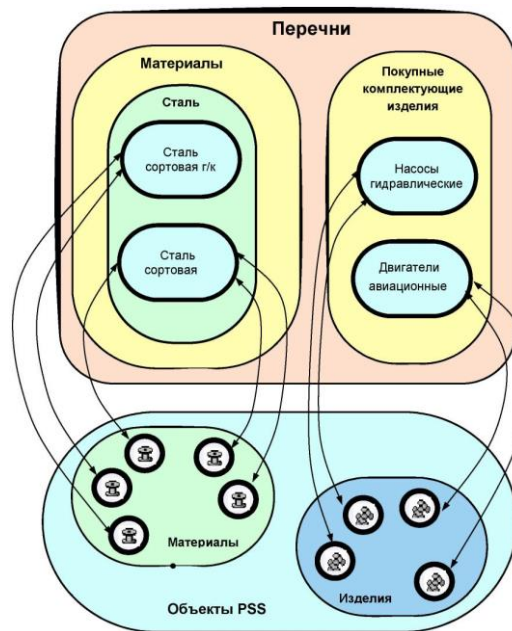 Перечни
Материалы
Сталь
Сталь
сортовая г/к
Сталь
сортовая
Покупные
комплектующие
изделия
Насосы
гидравлические
Двигатели
авиационные
Материалы
Изделия
Объекты PSS